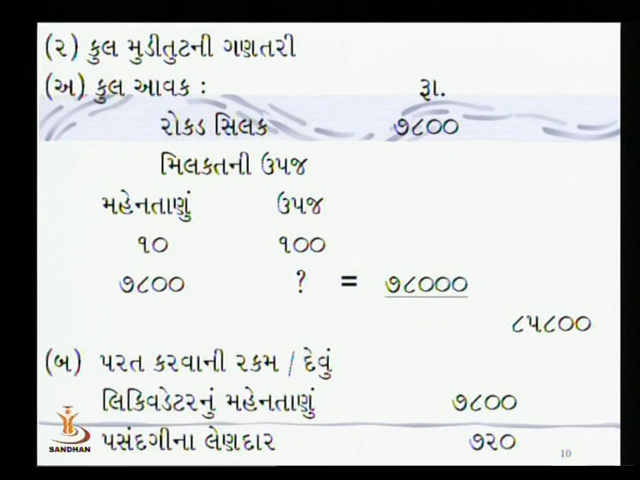 (૨) કુલ મુડીતુટની ગણતરી
(અ) કુલ આવક : રૂા.
રોકડ સિલક ૭૮૦૦
મિલકતની ઉપજ
મહેનતાણું ઉપજ
૧૦ ૧૦૦
૭૮૦૦ ? = ૭૮૦૦૦
૮૫૮૦૦
(બ) પરત કરવાની રકમ / દેવું
લિકિવડેટરનું મહેનતાણું ૭૮૦૦
પસંદગીના લેણદાર ૭૨૦
SANDHAN
10